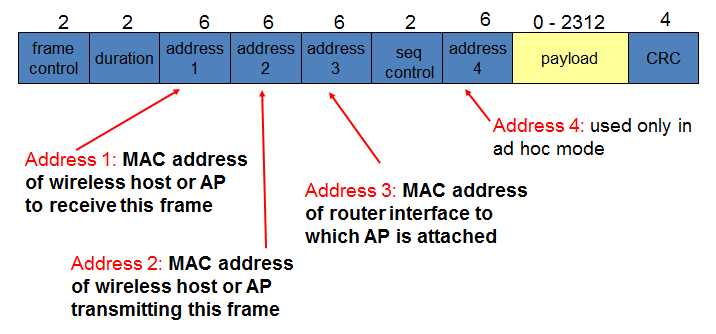 2 2 6 6 6 2 6 0 - 2312 4
frame control
duration
address 1
address 2
address 3
seq control
address 4
payload
CRC
Address 1: MAC address
of wireless host or AP
to receive this frame
Address 2: MAC address
of wireless host or AP
transmitting this frame
Address 3: MAC address
of router interface to
which AP is attached
Address 4: used only in
ad hoc mode